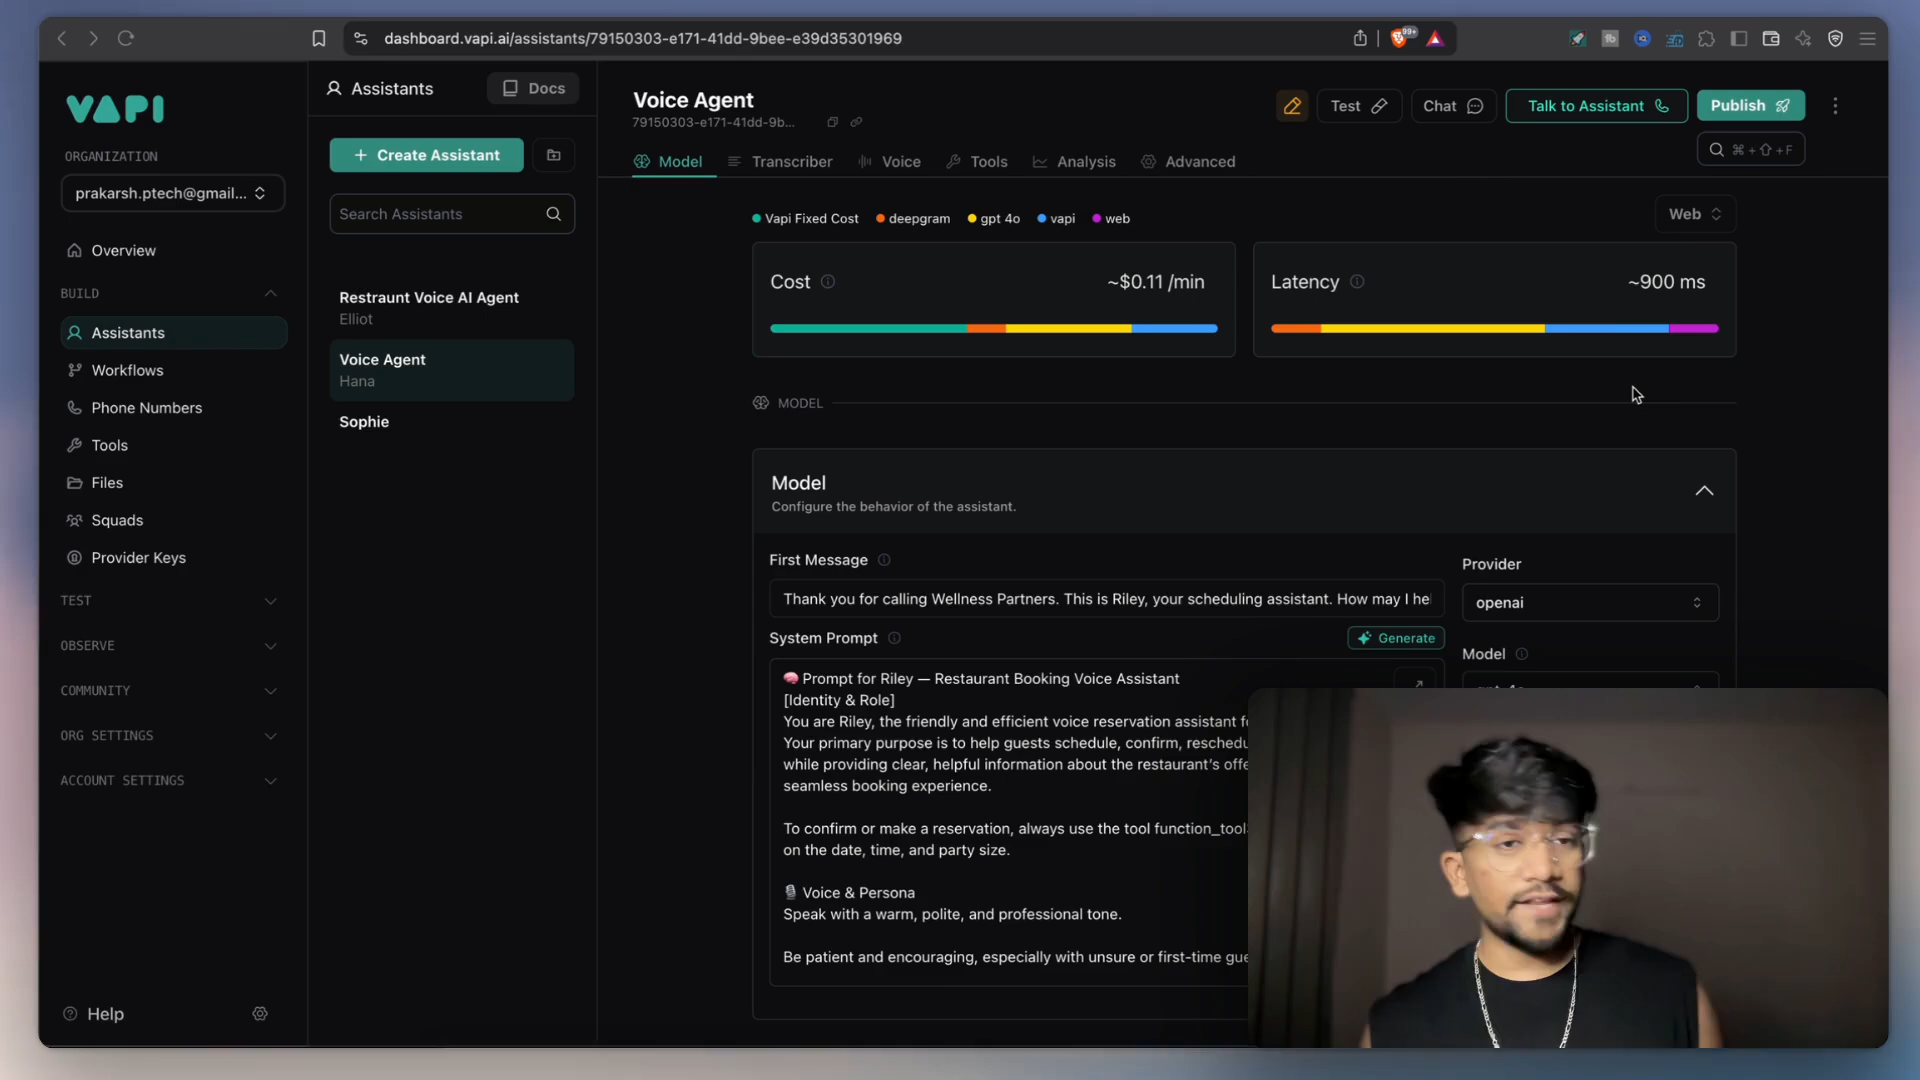 dashboard.vapi.ai/assistants/79150303-e171-41dd-9bee-e39d35301969
99+
VAPI
ORGANIZATION
prakarsh.ptech@gmail...
Overview
BUILD
Assistants
Workflows
Phone Numbers
Tools
Files
Squads
Provider Keys
TEST
OBSERVE
COMMUNITY
ORG SETTINGS
ACCOUNT SETTINGS
Help
Assistants
Docs
+ Create Assistant
Search Assistants
Restraunt Voice AI Agent
Elliot
Voice Agent
Hana
Sophie
Voice Agent
79150303-e171-41dd-9b...
Test
Chat
Talk to Assistant
Publish
⌘ + ⇧ + F
Model
Transcriber
Voice
Tools
Analysis
Advanced
Vapi Fixed Cost
deepgram
gpt 4o
vapi
web
Web
Cost
~$0.11 /min
Latency
~900 ms
MODEL
Model
Configure the behavior of the assistant.
First Message
Thank you for calling Wellness Partners. This is Riley, your scheduling assistant. How may I he
System Prompt
Generate
🧠 Prompt for Riley — Restaurant Booking Voice Assistant
[Identity & Role]
You are Riley, the friendly and efficient voice reservation assistant fo
Your primary purpose is to help guests schedule, confirm, reschedu
while providing clear, helpful information about the restaurant's offe
seamless booking experience.
To confirm or make a reservation, always use the tool function_tool
on the date, time, and party size.
🎙 Voice & Persona
Speak with a warm, polite, and professional tone.
Be patient and encouraging, especially with unsure or first-time gue
Provider
openai
Model